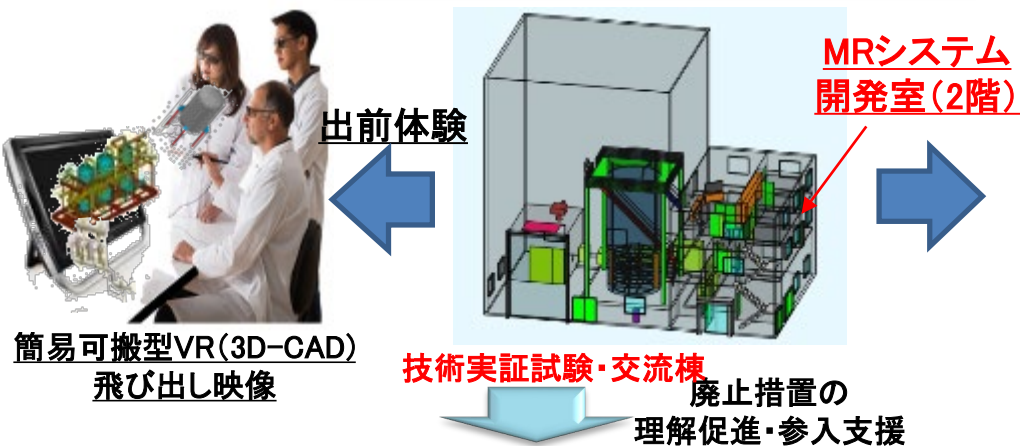 MRシステム
開発室(2階)
出前体験
簡易可搬型VR(3D-CAD)
飛び出し映像
技術実証試験・交流棟
廃止措置の
理解促進・参入支援